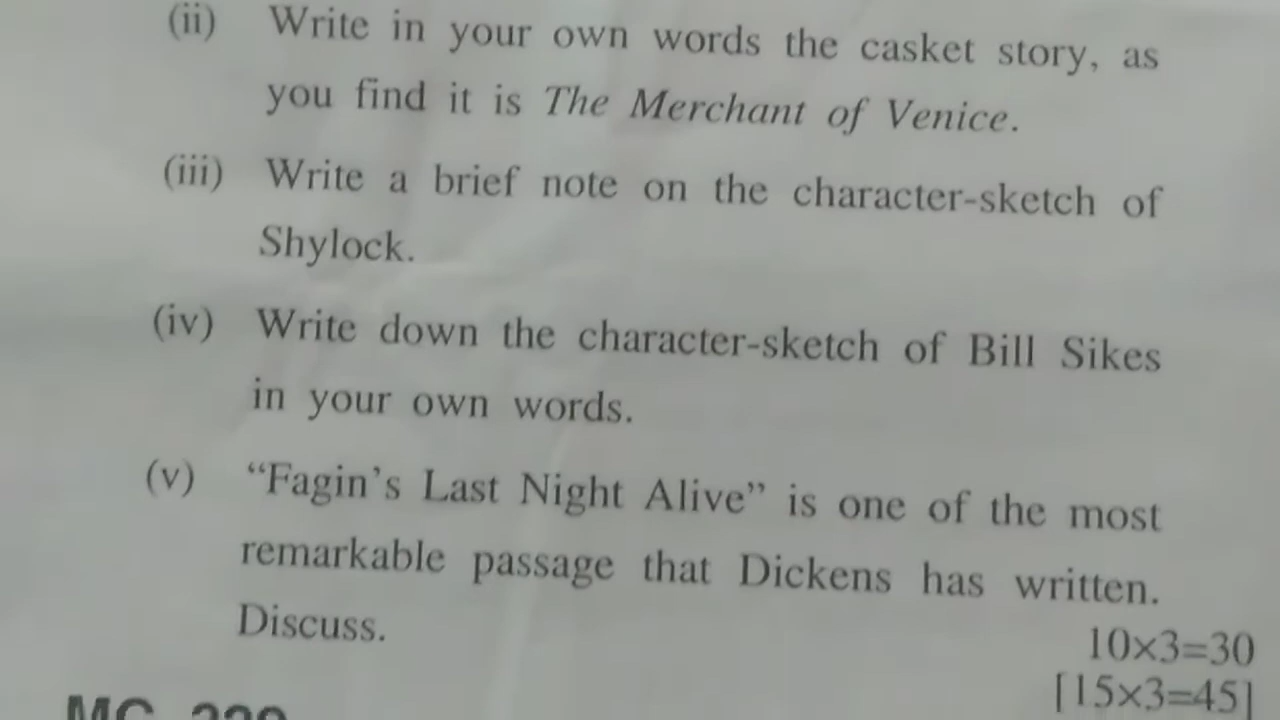 (ii) Write in your own words the casket story, as
you find it is The Merchant of Venice.
(iii) Write a brief note on the character-sketch of
Shylock.
(iv) Write down the character-sketch of Bill Sikes
in your own words.
(v) “Fagin’s Last Night Alive” is one of the most
remarkable passage that Dickens has written.
Discuss.
10×3=30
[15×3=45]